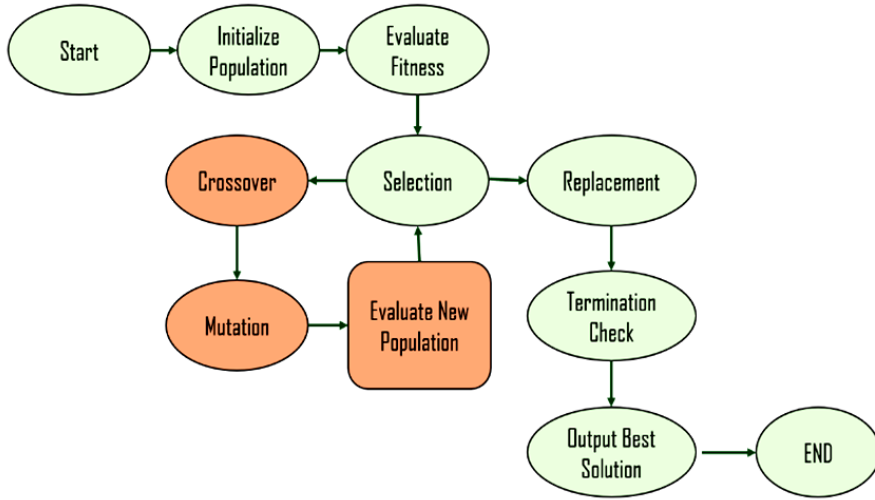 Start
Initialize
Population
Evaluate
Fitness
Crossover
Selection
Replacement
Mutation
Evaluate New
Population
Termination
Check
Output Best
Solution
END